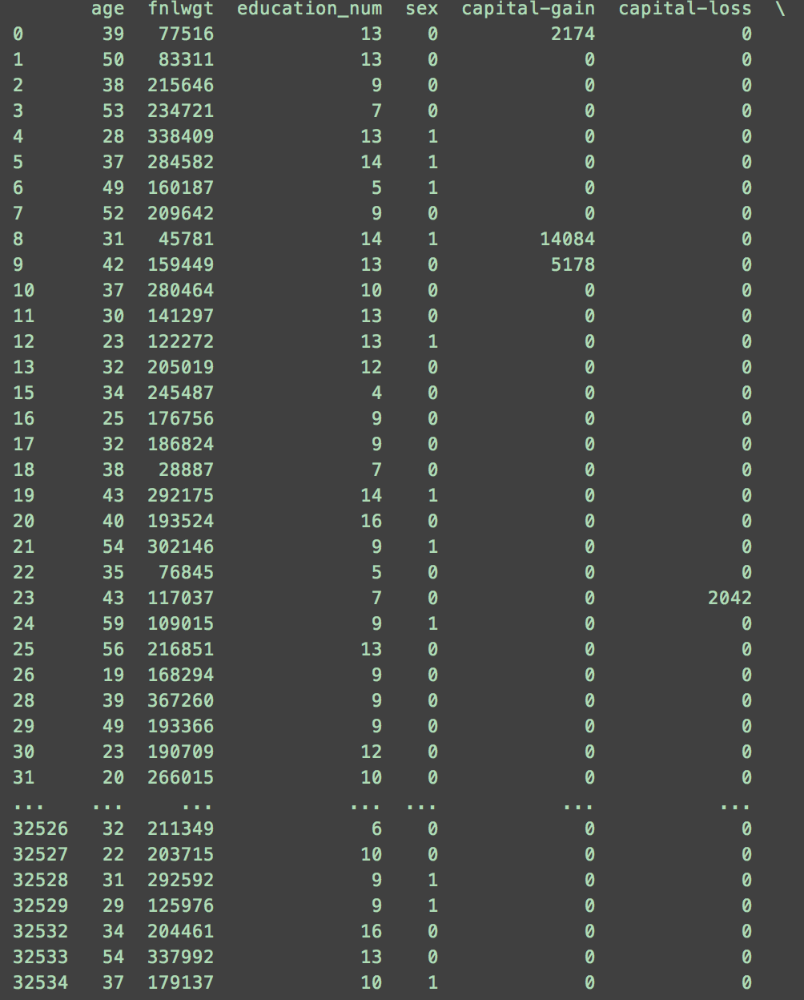 age fnlwgt education_num sex capital-gain capital-loss \
0 39 77516 13 0 2174 0
1 50 83311 13 0 0 0
2 38 215646 9 0 0 0
3 53 234721 7 0 0 0
4 28 338409 13 1 0 0
5 37 284582 14 1 0 0
6 49 160187 5 1 0 0
7 52 209642 9 0 0 0
8 31 45781 14 1 14084 0
9 42 159449 13 0 5178 0
10 37 280464 10 0 0 0
11 30 141297 13 0 0 0
12 23 122272 13 1 0 0
13 32 205019 12 0 0 0
15 34 245487 4 0 0 0
16 25 176756 9 0 0 0
17 32 186824 9 0 0 0
18 38 28887 7 0 0 0
19 43 292175 14 1 0 0
20 40 193524 16 0 0 0
21 54 302146 9 1 0 0
22 35 76845 5 0 0 0
23 43 117037 7 0 0 2042
24 59 109015 9 1 0 0
25 56 216851 13 0 0 0
26 19 168294 9 0 0 0
28 39 367260 9 0 0 0
29 49 193366 9 0 0 0
30 23 190709 12 0 0 0
31 20 266015 10 0 0 0
... ... ... ... ... ... ...
32526 32 211349 6 0 0 0
32527 22 203715 10 0 0 0
32528 31 292592 9 1 0 0
32529 29 125976 9 1 0 0
32532 34 204461 16 0 0 0
32533 54 337992 13 0 0 0
32534 37 179137 10 1 0 0